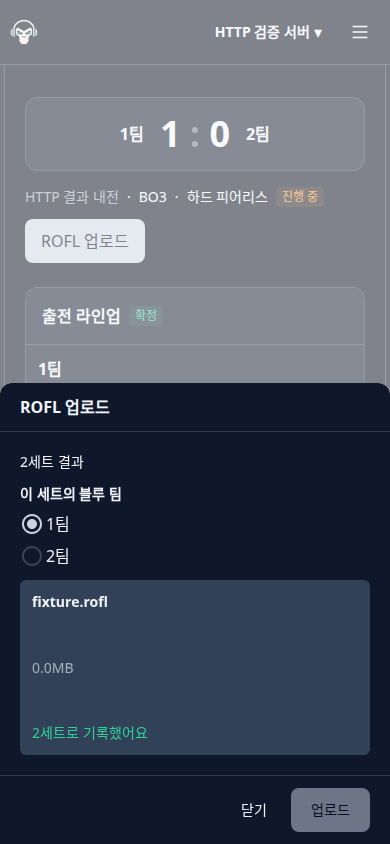 HTTP 검증 서버 ▾
1팀 1 : 0 2팀
HTTP 결과 내전 · BO3 · 하드 피어리스 진행 중
ROFL 업로드
출전 라인업 확정
1팀
ROFL 업로드
2세트 결과
이 세트의 블루 팀
1팀
2팀
fixture.rofl
0.0MB
2세트로 기록했어요
닫기 업로드